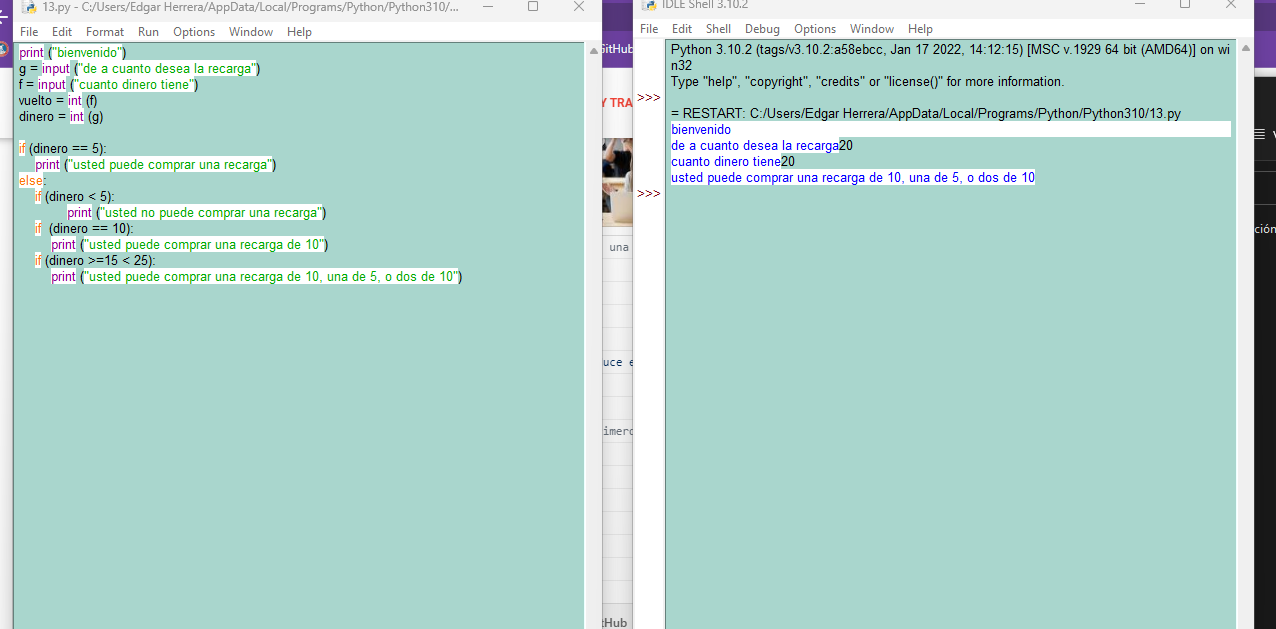 13.py - C:/Users/Edgar Herrera/AppData/Local/Programs/Python/Python310/...
File Edit Format Run Options Window Help
print ("bienvenido")
g = input ("de a cuanto desea la recarga")
f = input ("cuanto dinero tiene")
vuelto = int (f)
dinero = int (g)
if (dinero == 5):
print ("usted puede comprar una recarga")
else:
if (dinero < 5):
print ("usted no puede comprar una recarga")
if (dinero == 10):
print ("usted puede comprar una recarga de 10")
if (dinero >=15 < 25):
print ("usted puede comprar una recarga de 10, una de 5, o dos de 10")
GitHub
Y TRA
una
uce e
imero
tHub
IDLE Shell 3.10.2
File Edit Shell Debug Options Window Help
Python 3.10.2 (tags/v3.10.2:a58ebcc, Jan 17 2022, 14:12:15) [MSC v.1929 64 bit (AMD64)] on wi
n32
Type "help", "copyright", "credits" or "license()" for more information.
>>>
= RESTART: C:/Users/Edgar Herrera/AppData/Local/Programs/Python/Python310/13.py
bienvenido
de a cuanto desea la recarga20
cuanto dinero tiene20
usted puede comprar una recarga de 10, una de 5, o dos de 10
>>>
ción